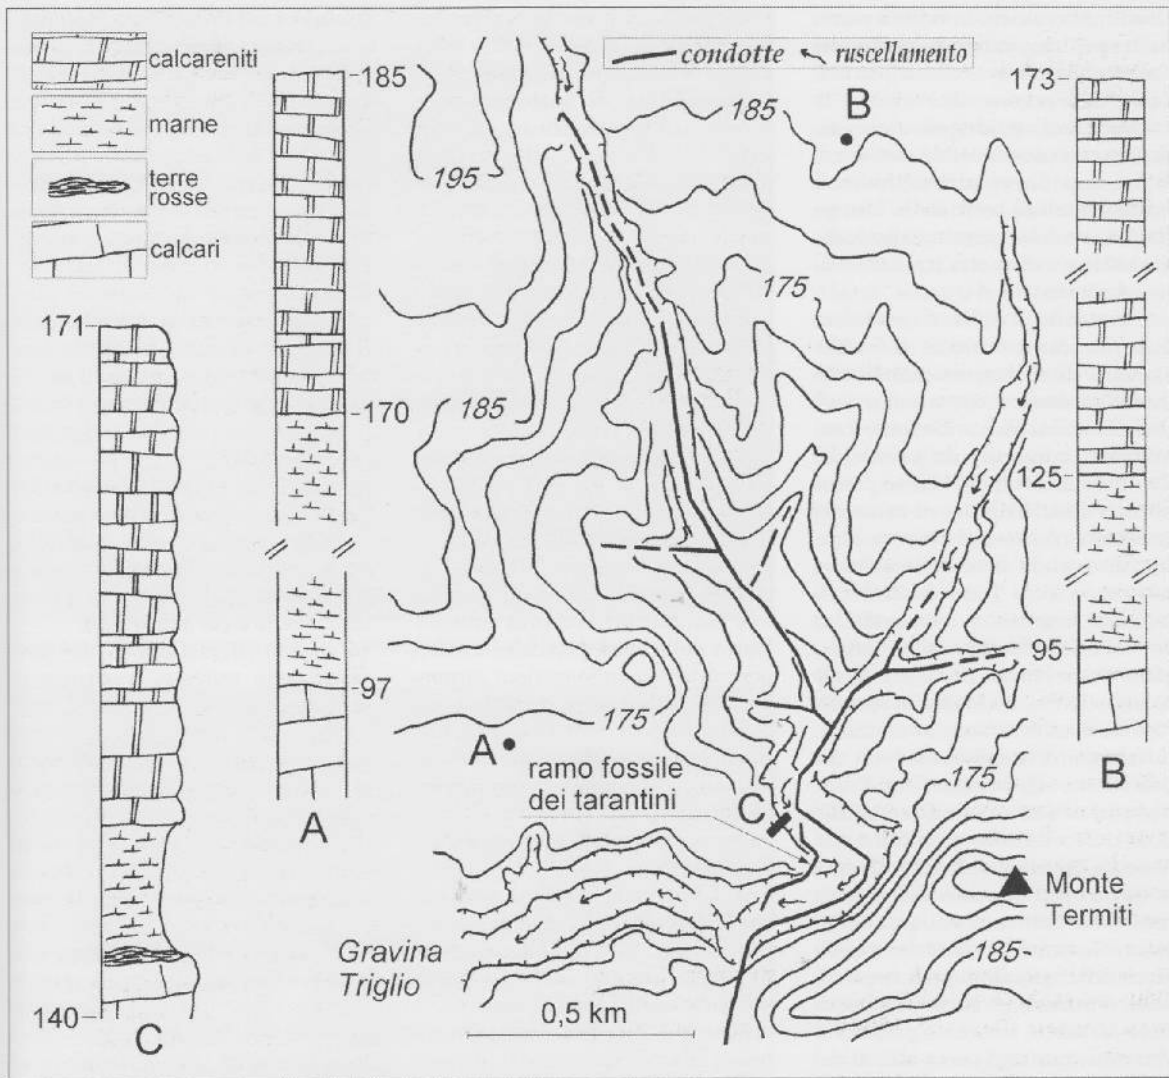 calcareniti
marne
terre
rosse
calcari
185
170
97
A
171
140
C
condotte
ruscellamento
195
185
185
175
B
175
A
ramo fossile
dei tarantini
C
175
Monte
Termiti
185
Gravina
Triglio
0,5 km
173
125
95
B